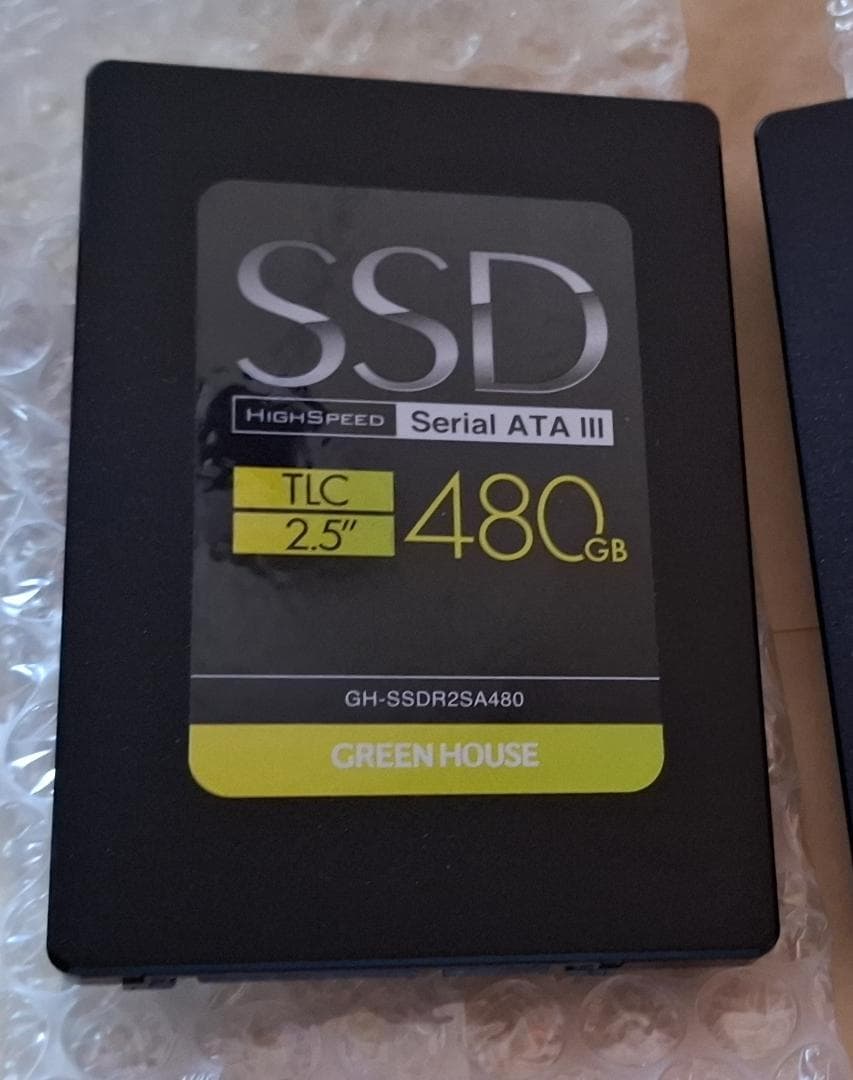 SSD
HIGHSPEED Serial ATA III
TLC
2.5″
480GB
GH-SSDR2SA480
GREEN HOUSE